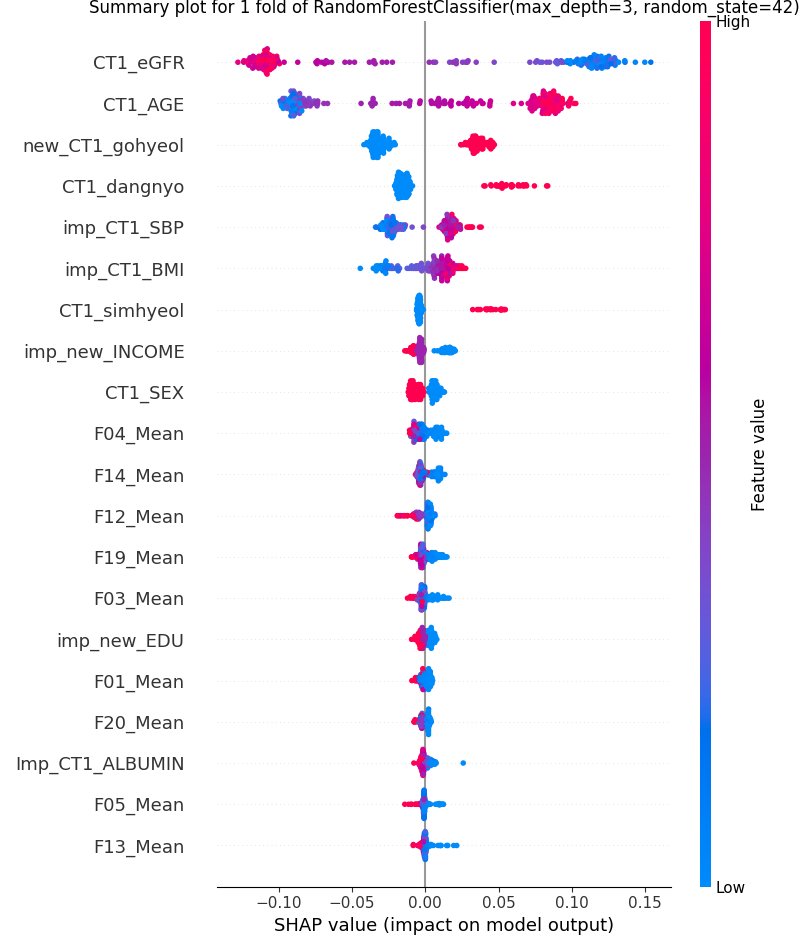 Summary plot for 1 fold of RandomForestClassifier(max_depth=3, random_state=42)
High
CT1_eGFR
CT1_AGE
new_CT1_gohyeol
CT1_dangnyo
imp_CT1_SBP
imp_CT1_BMI
CT1_simhyeol
imp_new_INCOME
CT1_SEX
F04_Mean
F14_Mean
F12_Mean
F19_Mean
F03_Mean
imp_new_EDU
F01_Mean
F20_Mean
Imp_CT1_ALBUMIN
F05_Mean
F13_Mean
Feature value
Low
−0.10 −0.05 0.00 0.05 0.10 0.15
SHAP value (impact on model output)